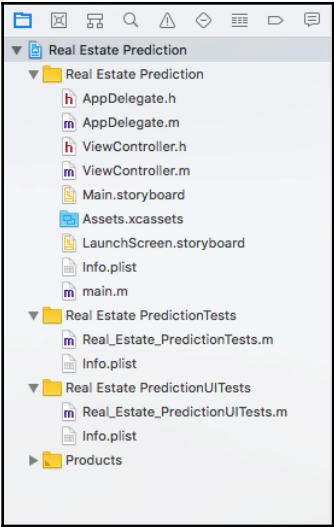 Real Estate Prediction
Real Estate Prediction
h AppDelegate.h
m AppDelegate.m
h ViewController.h
m ViewController.m
Main.storyboard
Assets.xcassets
LaunchScreen.storyboard
Info.plist
m main.m
Real Estate PredictionTests
m Real_Estate_PredictionTests.m
Info.plist
Real Estate PredictionUITests
m Real_Estate_PredictionUITests.m
Info.plist
Products